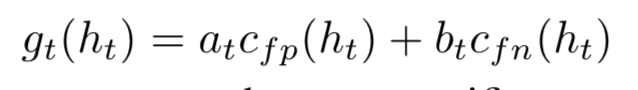 g_t(h_t) = a_t c_{fp}(h_t) + b_t c_{fn}(h_t)